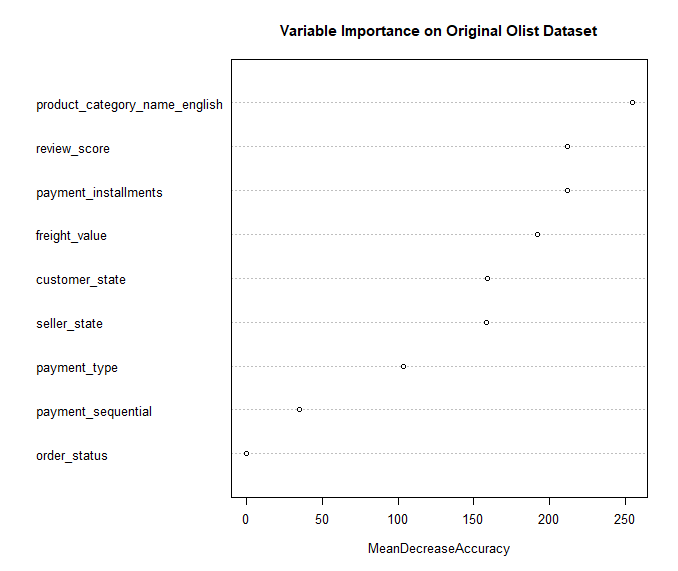 Variable Importance on Original Olist Dataset
product_category_name_english
review_score
payment_installments
freight_value
customer_state
seller_state
payment_type
payment_sequential
order_status
0 50 100 150 200 250
MeanDecreaseAccuracy